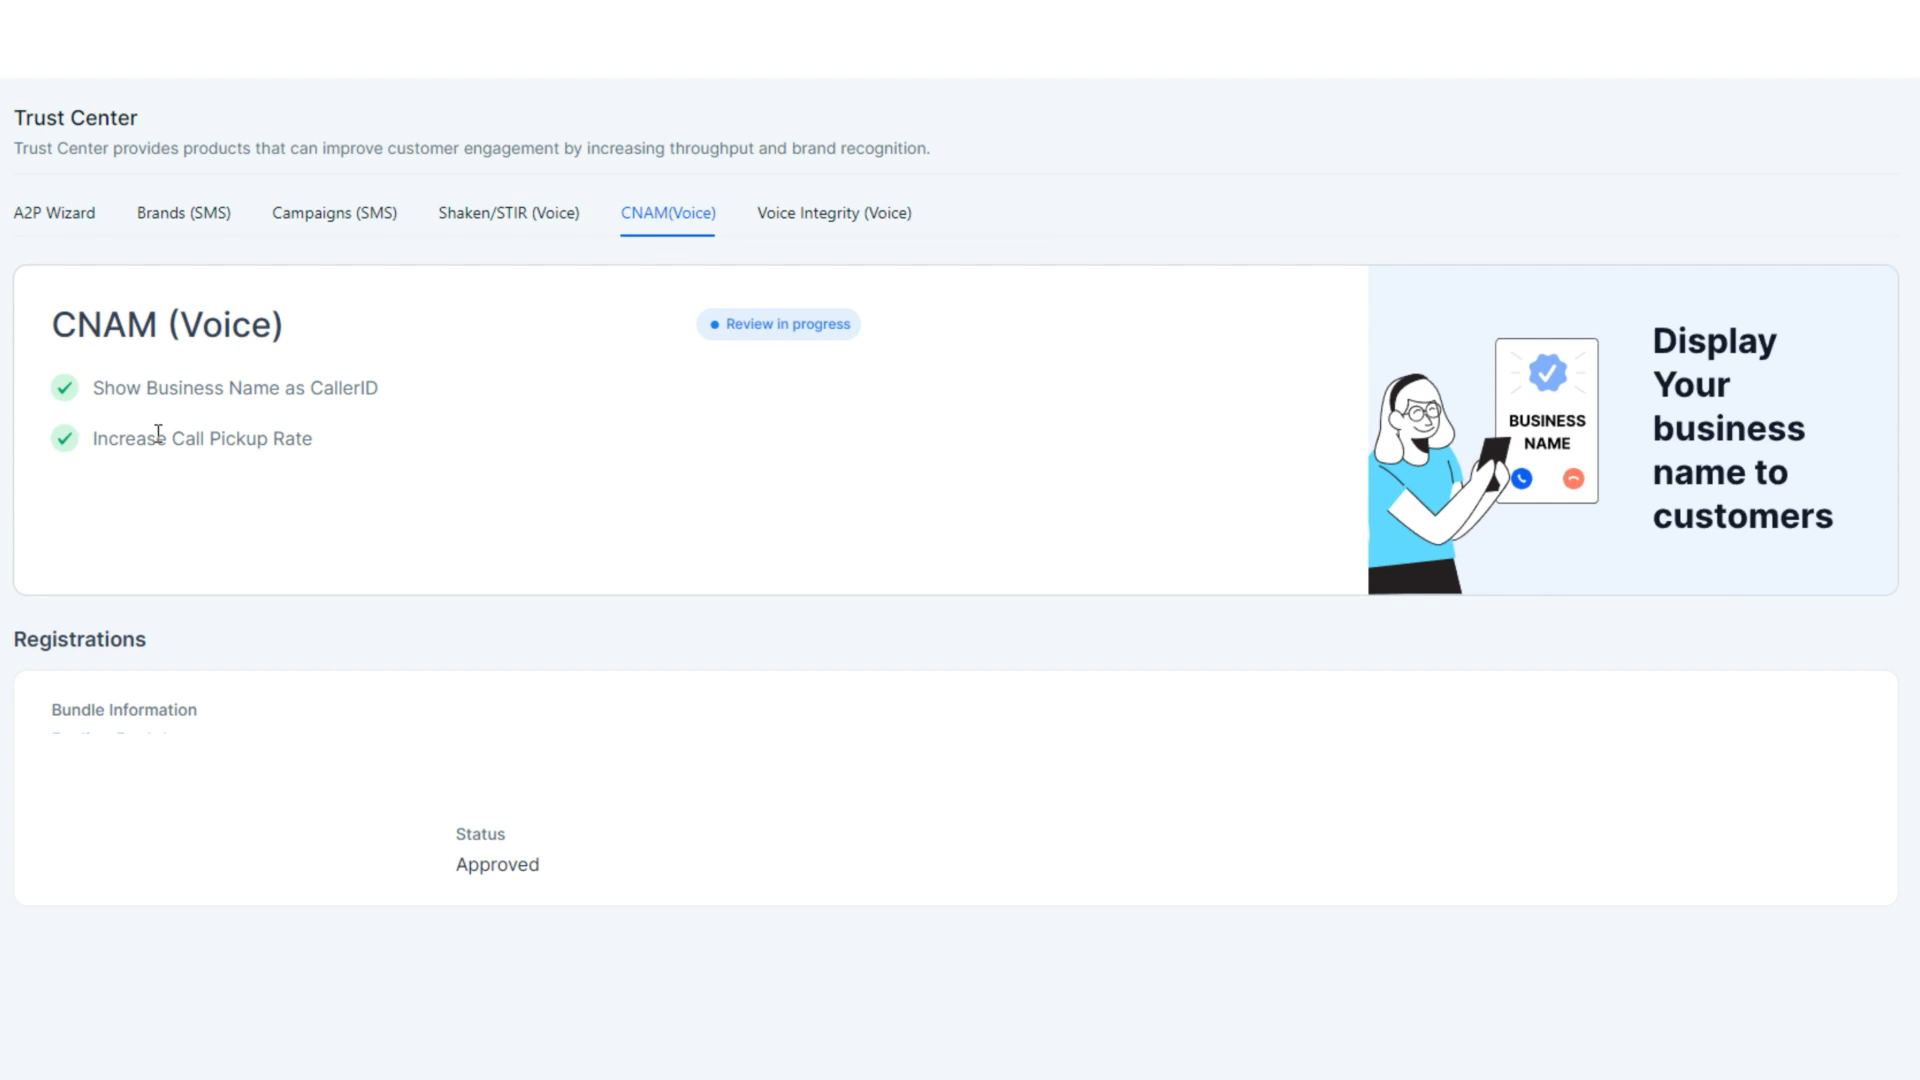 Trust Center
Trust Center provides products that can improve customer engagement by increasing throughput and brand recognition.
A2P Wizard
Brands (SMS)
Campaigns (SMS)
Shaken/STIR (Voice)
CNAM(Voice)
Voice Integrity (Voice)
CNAM (Voice)
Review in progress
Show Business Name as CallerID
Increase Call Pickup Rate
BUSINESS
NAME
Display
Your
business
name to
customers
Registrations
Bundle Information
Status
Approved